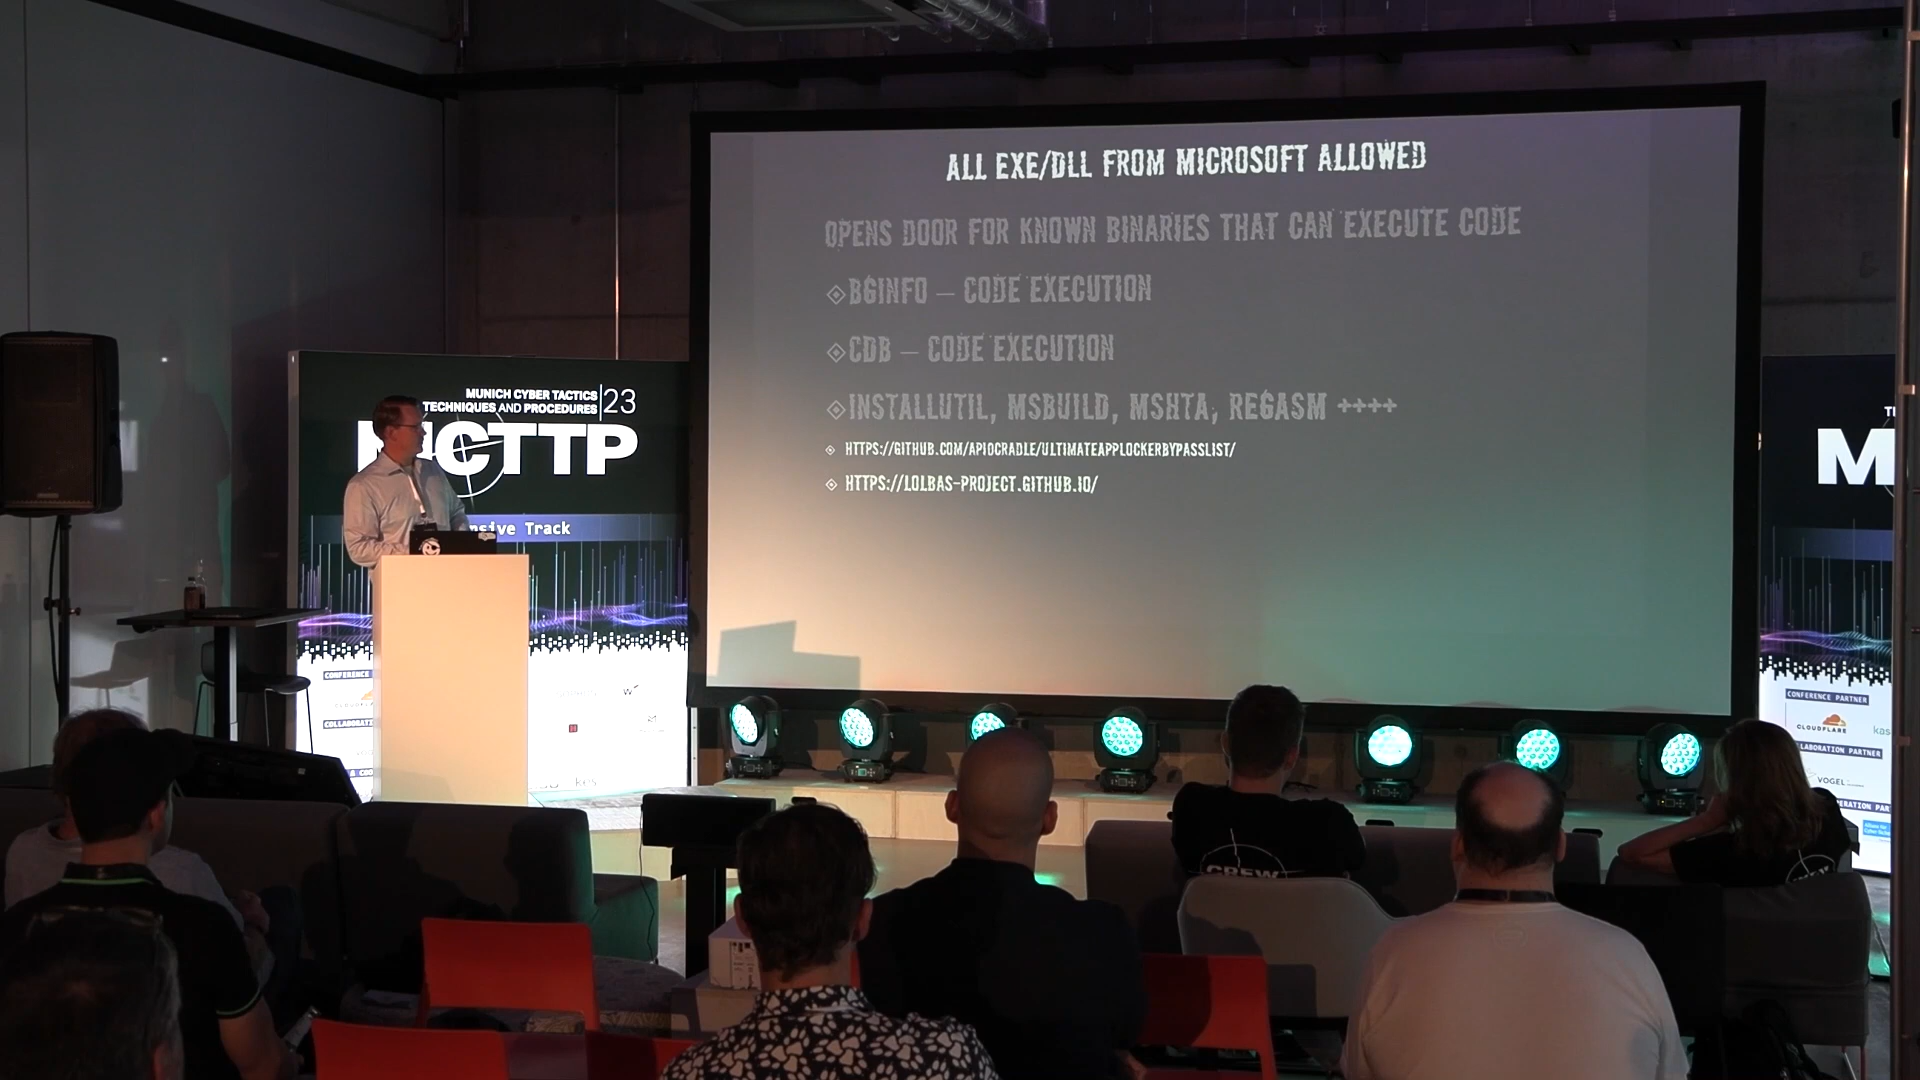 ALL EXE/DLL FROM MICROSOFT ALLOWED
OPENS DOOR FOR KNOWN BINARIES THAT CAN EXECUTE CODE
BGINFO – CODE EXECUTION
CDB – CODE EXECUTION
INSTALLUTIL, MSBUILD, MSHTA, REGASM ++++
HTTPS://GITHUB.COM/API0CRADLE/ULTIMATEAPPLOCKERBYPASSLIST/
HTTPS://LOLBAS-PROJECT.GITHUB.IO/
MUNICH CYBER TACTICS
TECHNIQUES AND PROCEDURES
23
CTTP
Track
CONFERENCE
M
CONFERENCE PARTNER
CLOUDFLARE
PARTNER
VOGEL
CREW